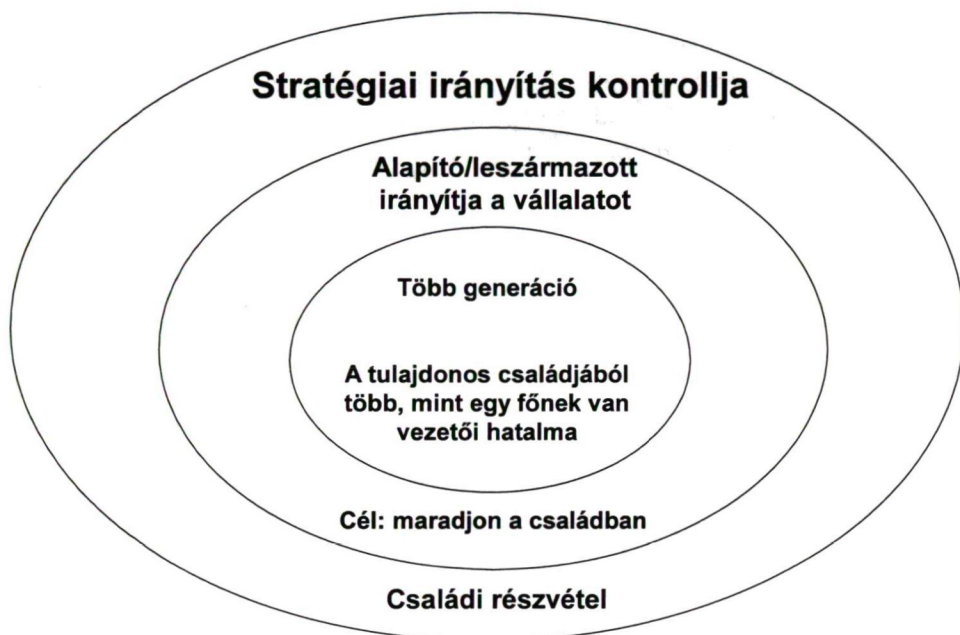 Stratégiai irányítás kontrollja
Alapító/leszármazott
irányítja a vállalatot
Több generáció
A tulajdonos családjából
több, mint egy főnek van
vezetői hatalma
Cél: maradjon a családban
Családi részvétel